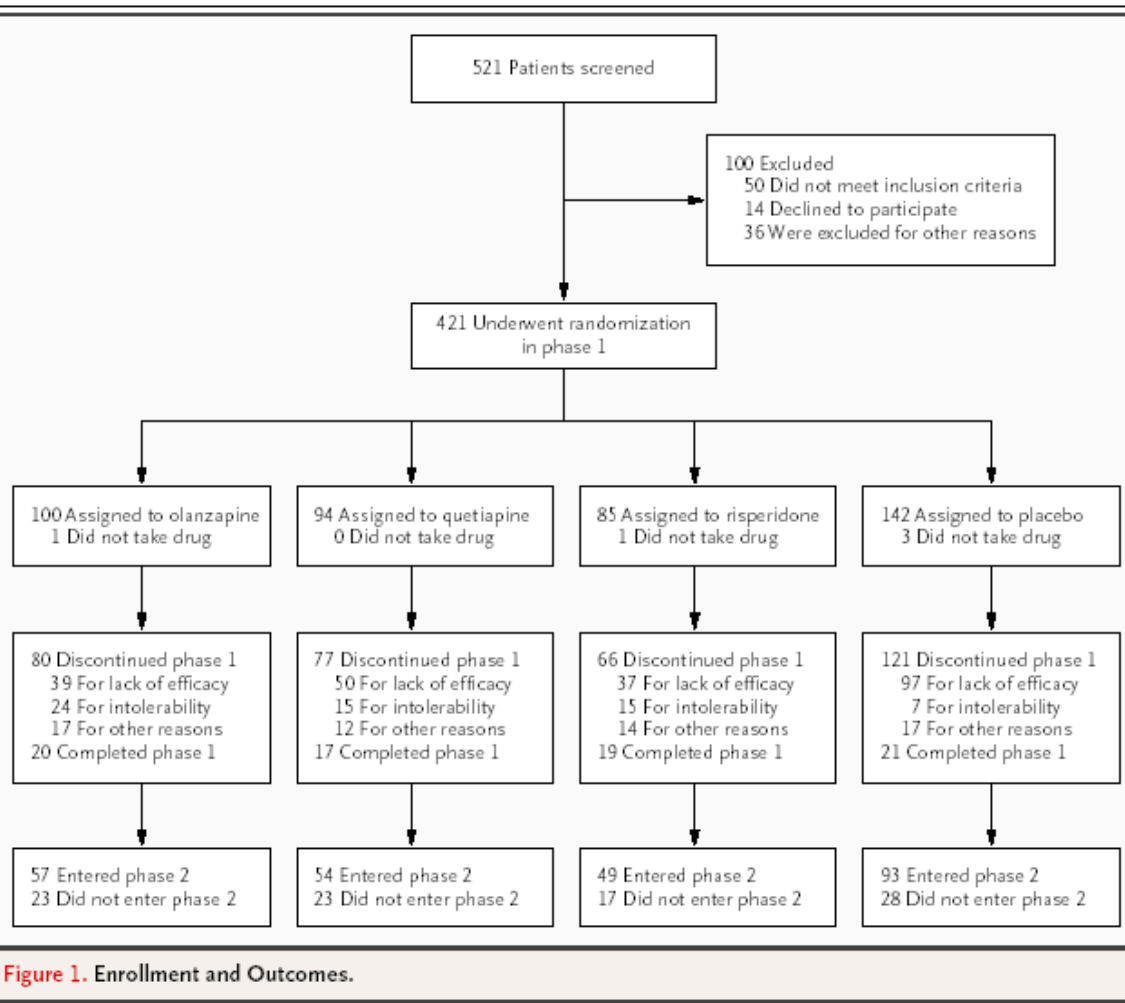 521 Patients screened
100 Excluded
50 Did not meet inclusion criteria
14 Declined to participate
36 Were excluded for other reasons
421 Underwent randomization
in phase 1
100 Assigned to olanzapine
1 Did not take drug
94 Assigned to quetiapine
0 Did not take drug
85 Assigned to risperidone
1 Did not take drug
142 Assigned to placebo
3 Did not take drug
80 Discontinued phase 1
39 For lack of efficacy
24 For intolerability
17 For other reasons
20 Completed phase 1
77 Discontinued phase 1
50 For lack of efficacy
15 For intolerability
12 For other reasons
17 Completed phase 1
66 Discontinued phase 1
37 For lack of efficacy
15 For intolerability
14 For other reasons
19 Completed phase 1
121 Discontinued phase 1
97 For lack of efficacy
7 For intolerability
17 For other reasons
21 Completed phase 1
57 Entered phase 2
23 Did not enter phase 2
54 Entered phase 2
23 Did not enter phase 2
49 Entered phase 2
17 Did not enter phase 2
93 Entered phase 2
28 Did not enter phase 2
Figure 1. Enrollment and Outcomes.